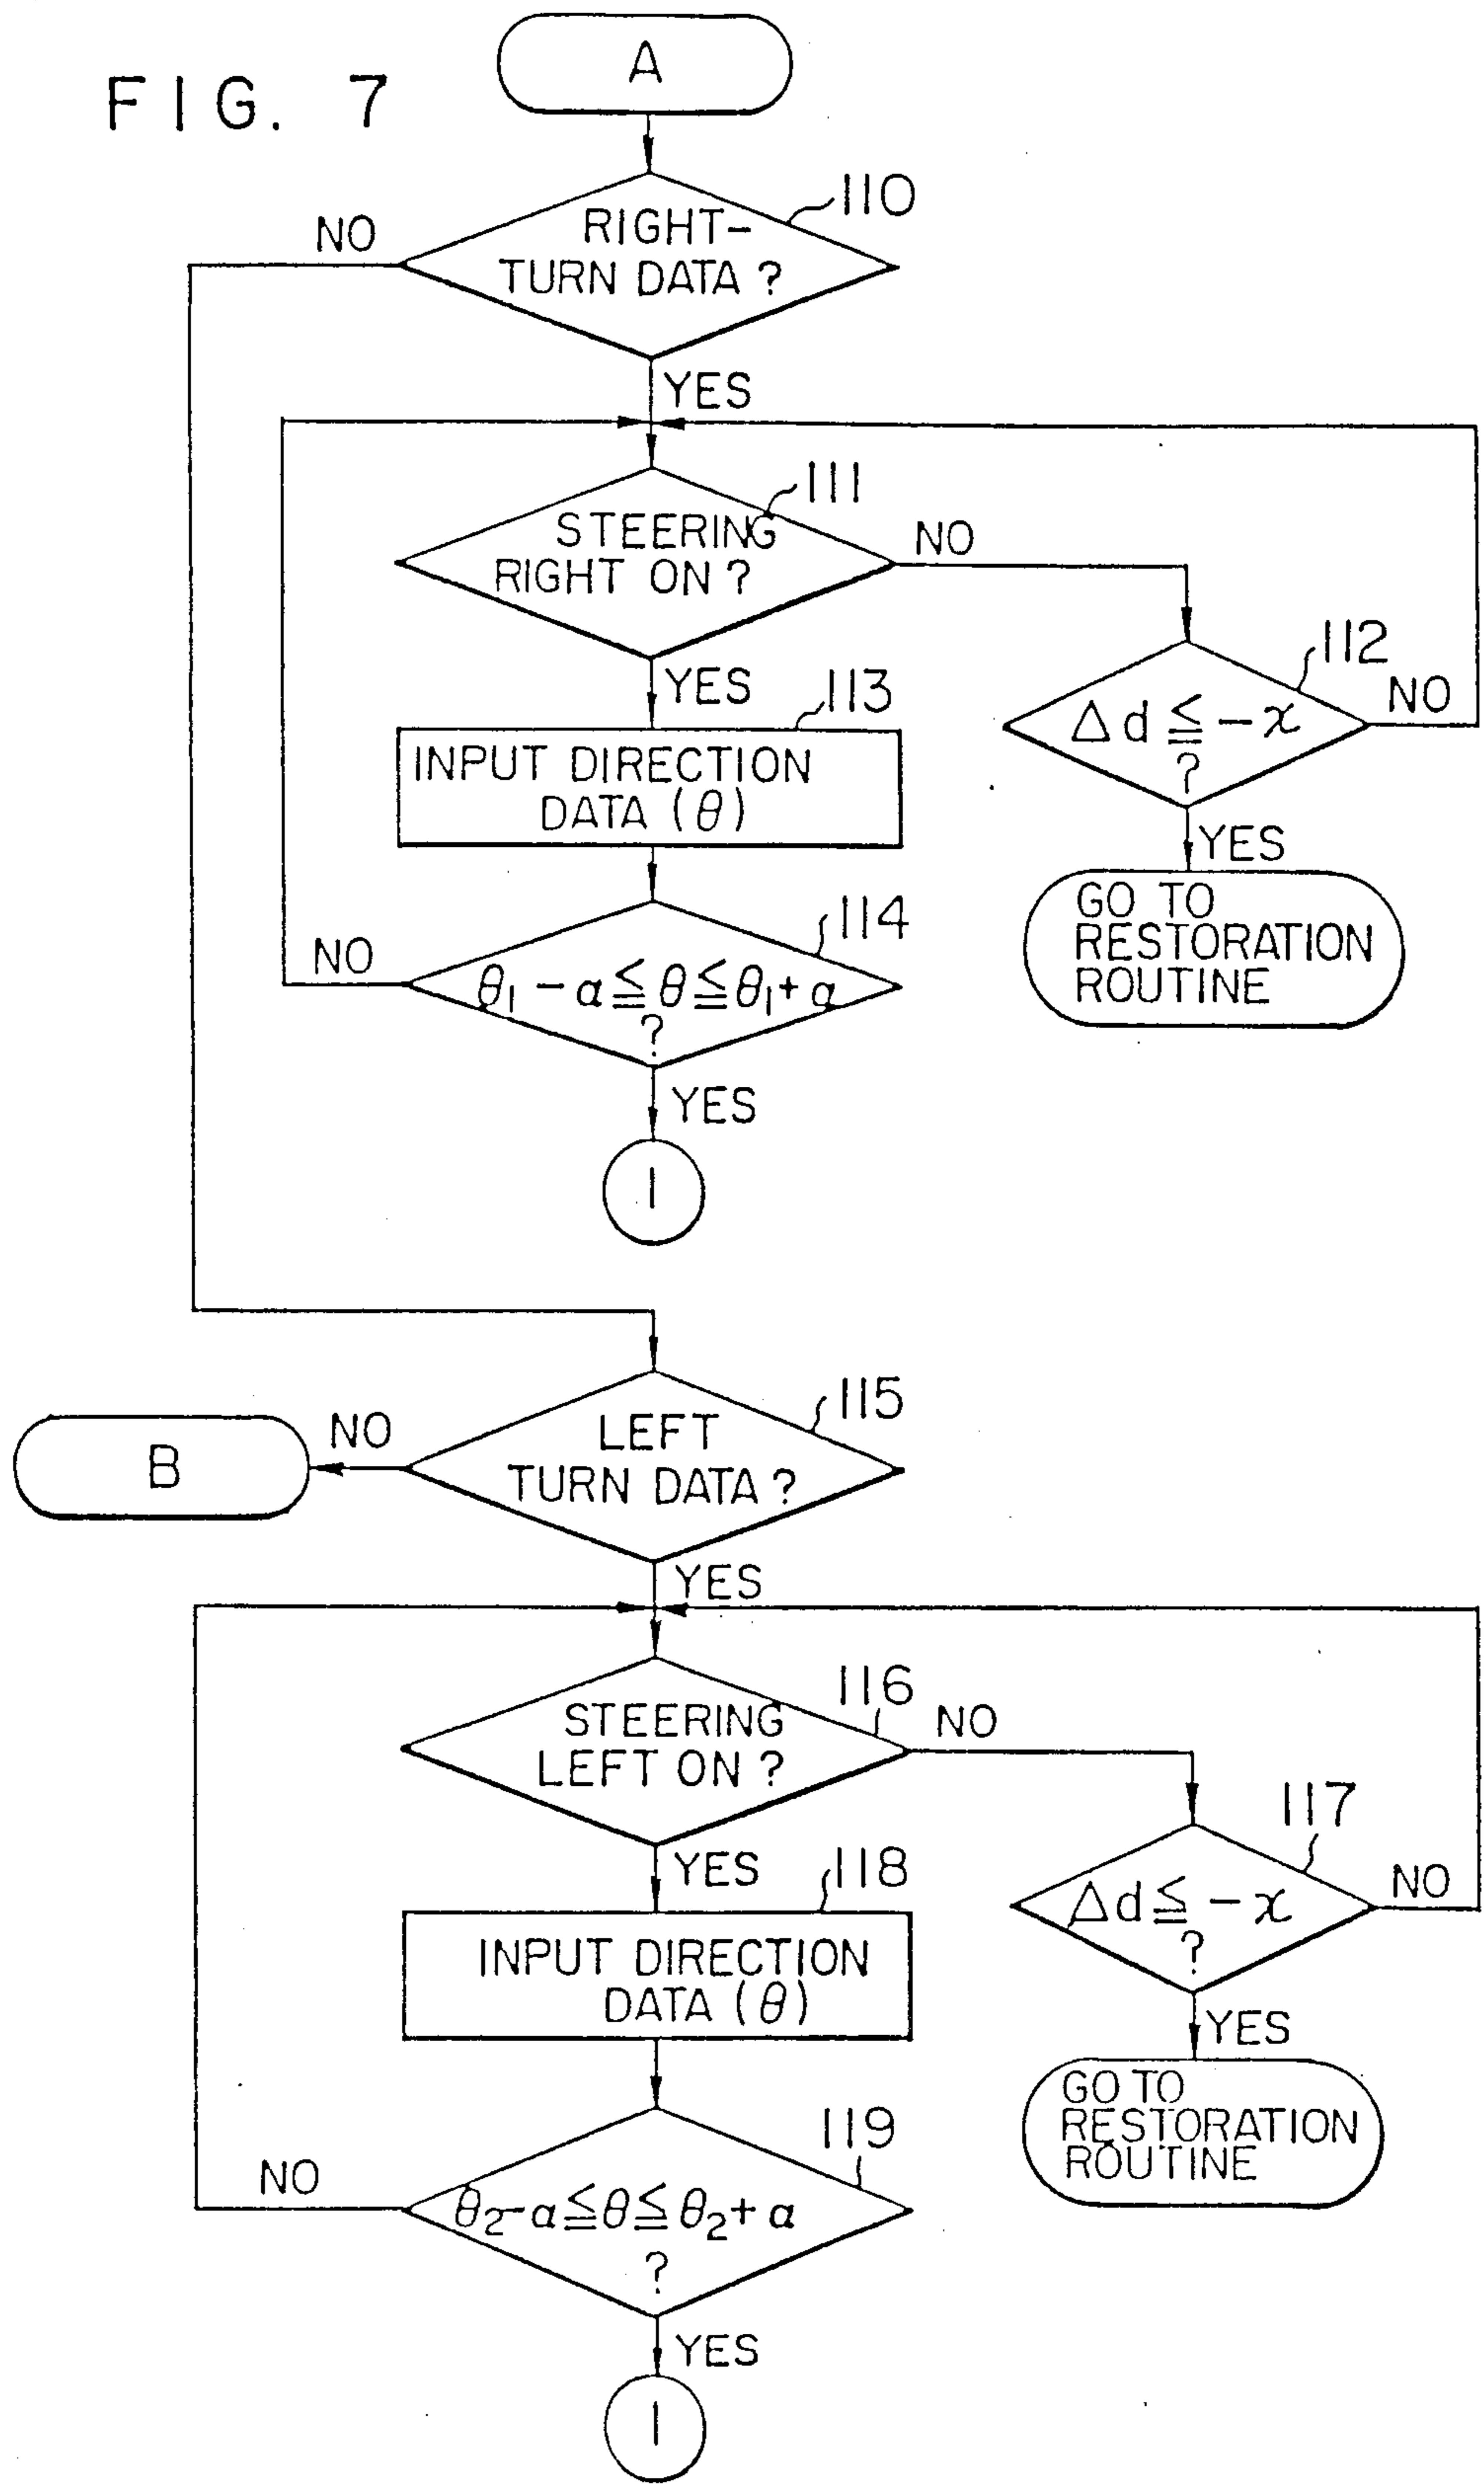 FIG. 7
A
110
NO
RIGHT-
TURN DATA ?
YES
111
STEERING
RIGHT ON ?
NO
112
YES
Δd ≦ -x
?
NO
113
INPUT DIRECTION
DATA (θ)
YES
GO TO
RESTORATION
ROUTINE
114
NO
θ1 - α ≦ θ ≦ θ1 + α
?
YES
1
115
B
NO
LEFT
TURN DATA ?
YES
116
STEERING
LEFT ON ?
NO
117
YES
118
Δd ≦ -x
?
NO
INPUT DIRECTION
DATA (θ)
YES
GO TO
RESTORATION
ROUTINE
119
NO
θ2 - α ≦ θ ≦ θ2 + α
?
YES
1